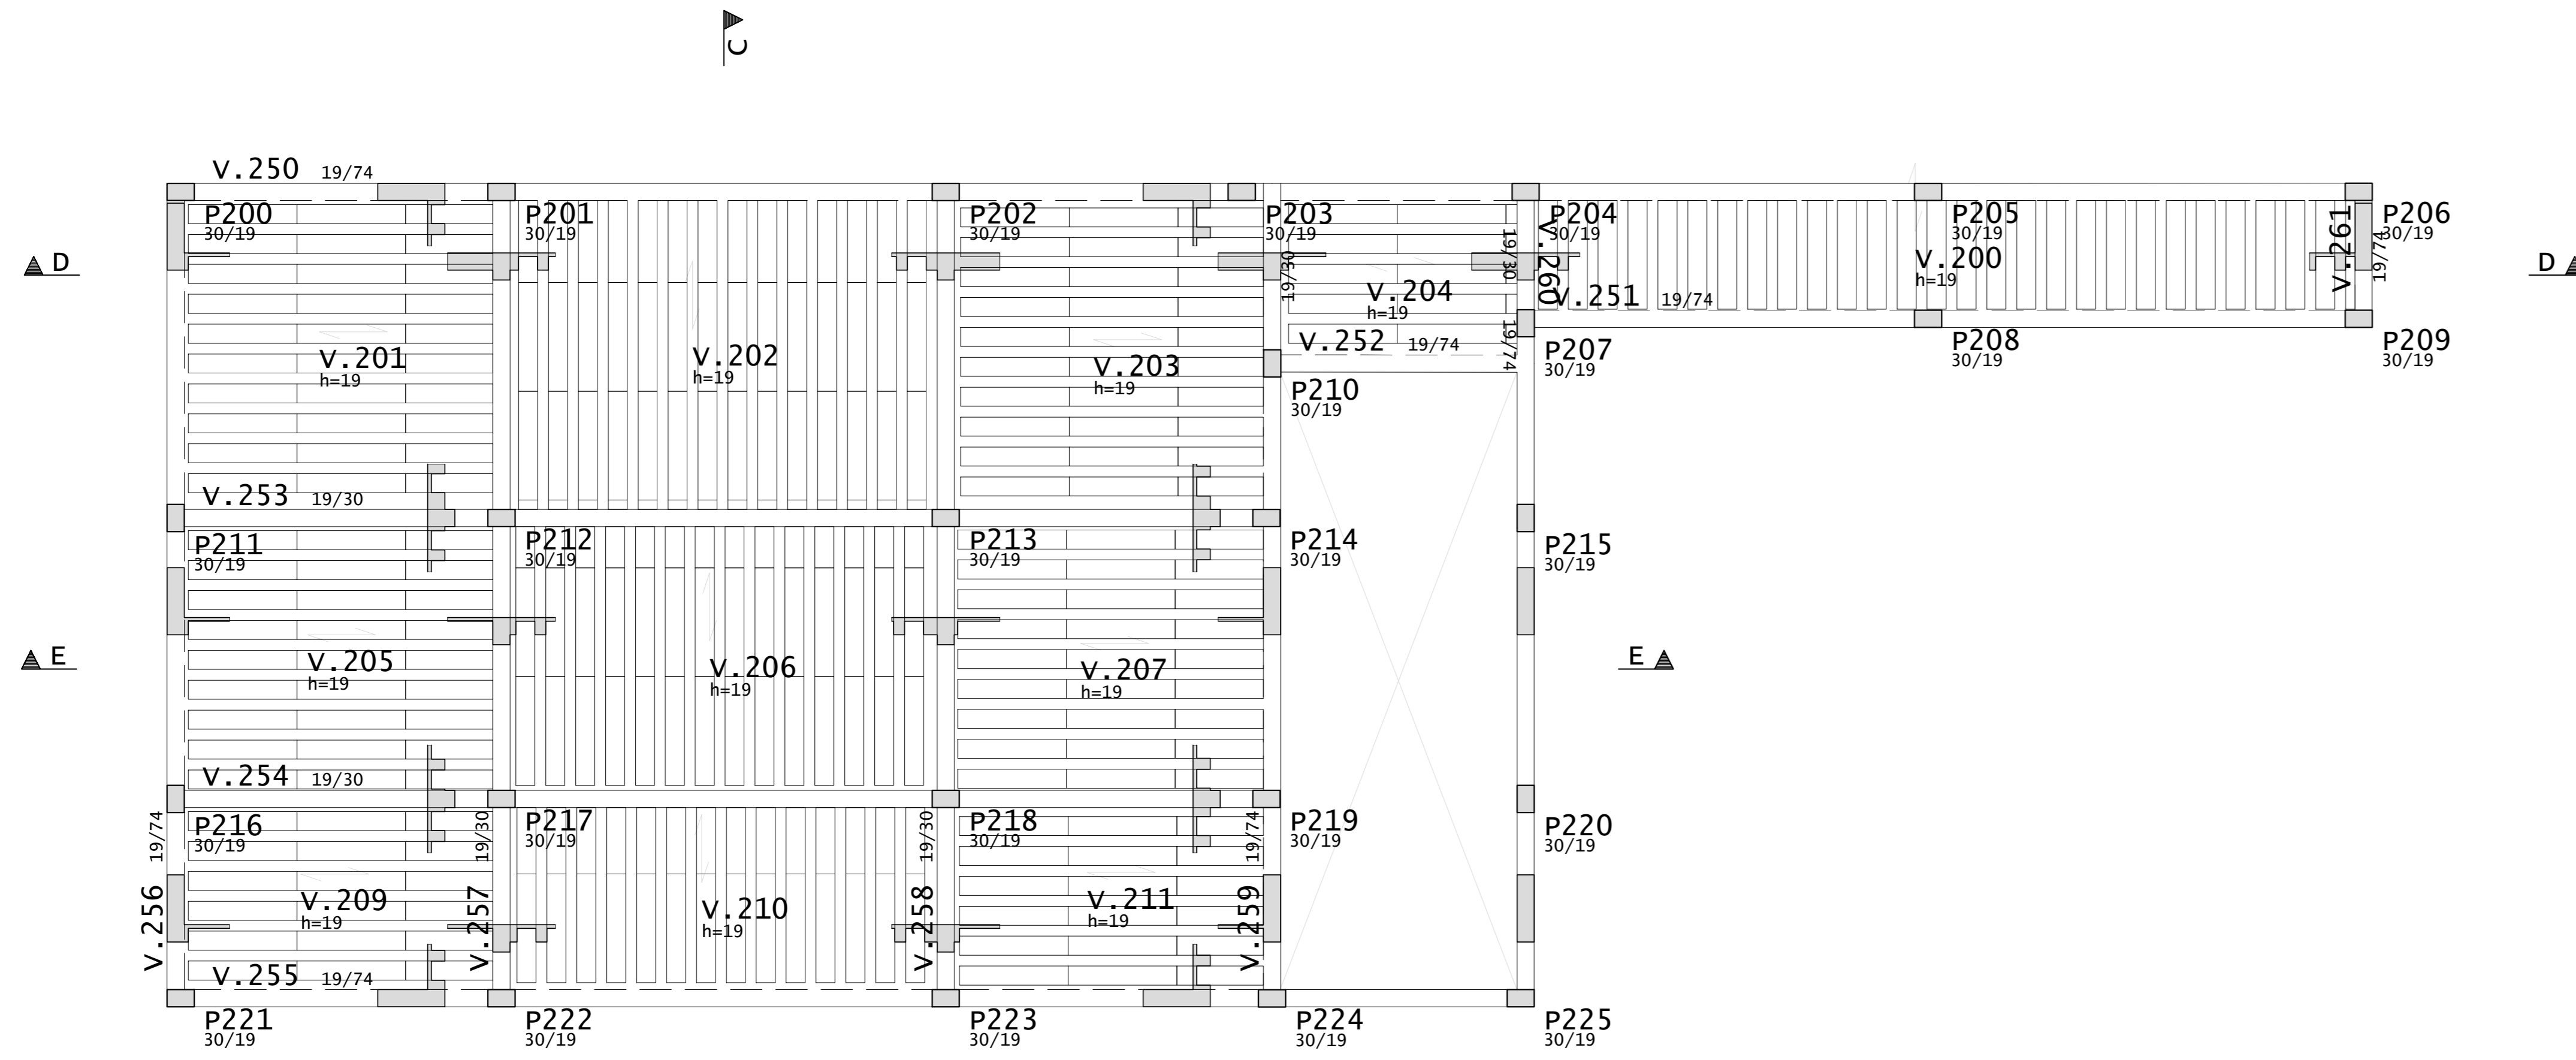 C
V.250 19/74
P200
30/19
P201
30/19
P202
30/19
P203
30/19
P204
30/19
P205
30/19
P206
30/19
D
D
19/30
19/30
V.260
V.200
h=19
V.261
19/74
V.204
h=19
V.251 19/74
V.252 19/74
19/74
P207
30/19
P208
30/19
P209
30/19
V.201
h=19
V.202
h=19
V.203
h=19
P210
30/19
V.253 19/30
P211
30/19
P212
30/19
P213
30/19
P214
30/19
P215
30/19
E
E
V.205
h=19
V.206
h=19
V.207
h=19
V.254 19/30
P216
30/19
P217
30/19
P218
30/19
P219
30/19
P220
30/19
V.256 19/74
V.257 19/30
V.258 19/30
V.259 19/74
V.209
h=19
V.210
h=19
V.211
h=19
V.255 19/74
P221
30/19
P222
30/19
P223
30/19
P224
30/19
P225
30/19